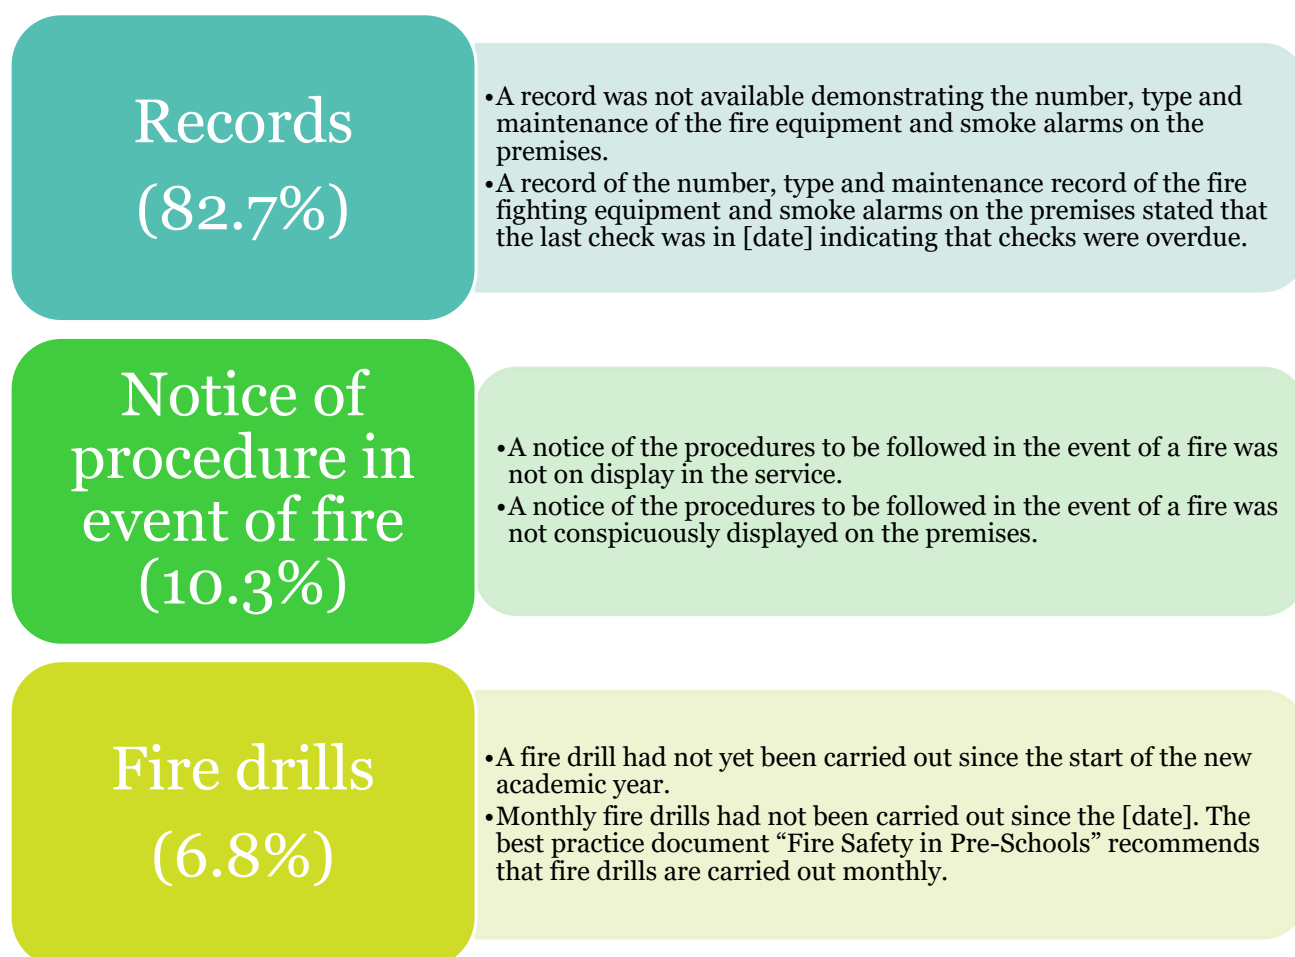 Records
(82.7%)
•A record was not available demonstrating the number, type and
maintenance of the fire equipment and smoke alarms on the
premises.
•A record of the number, type and maintenance record of the fire
fighting equipment and smoke alarms on the premises stated that
the last check was in [date] indicating that checks were overdue.
Notice of
procedure in
event of fire
(10.3%)
•A notice of the procedures to be followed in the event of a fire was
not on display in the service.
•A notice of the procedures to be followed in the event of a fire was
not conspicuously displayed on the premises.
Fire drills
(6.8%)
•A fire drill had not yet been carried out since the start of the new
academic year.
•Monthly fire drills had not been carried out since the [date]. The
best practice document “Fire Safety in Pre-Schools” recommends
that fire drills are carried out monthly.